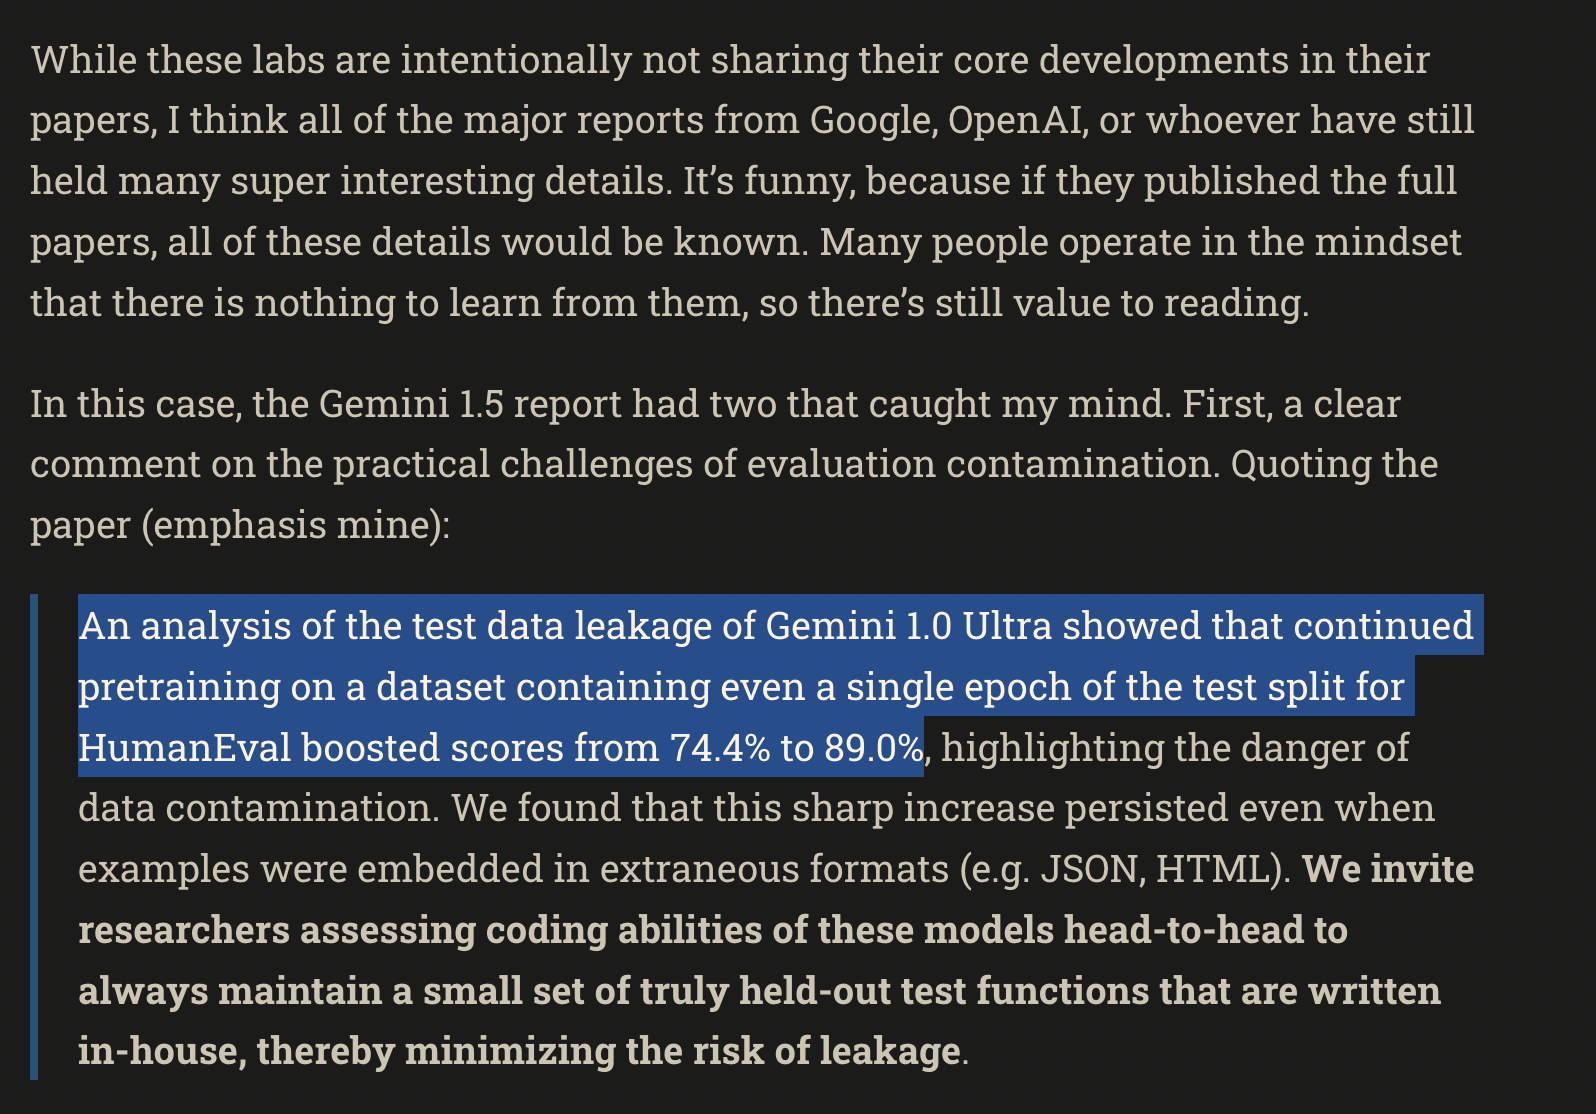 While these labs are intentionally not sharing their core developments in their
papers, I think all of the major reports from Google, OpenAI, or whoever have still
held many super interesting details. It’s funny, because if they published the full
papers, all of these details would be known. Many people operate in the mindset
that there is nothing to learn from them, so there’s still value to reading.
In this case, the Gemini 1.5 report had two that caught my mind. First, a clear
comment on the practical challenges of evaluation contamination. Quoting the
paper (emphasis mine):
An analysis of the test data leakage of Gemini 1.0 Ultra showed that continued
pretraining on a dataset containing even a single epoch of the test split for
HumanEval boosted scores from 74.4% to 89.0%, highlighting the danger of
data contamination. We found that this sharp increase persisted even when
examples were embedded in extraneous formats (e.g. JSON, HTML). We invite
researchers assessing coding abilities of these models head-to-head to
always maintain a small set of truly held-out test functions that are written
in-house, thereby minimizing the risk of leakage.